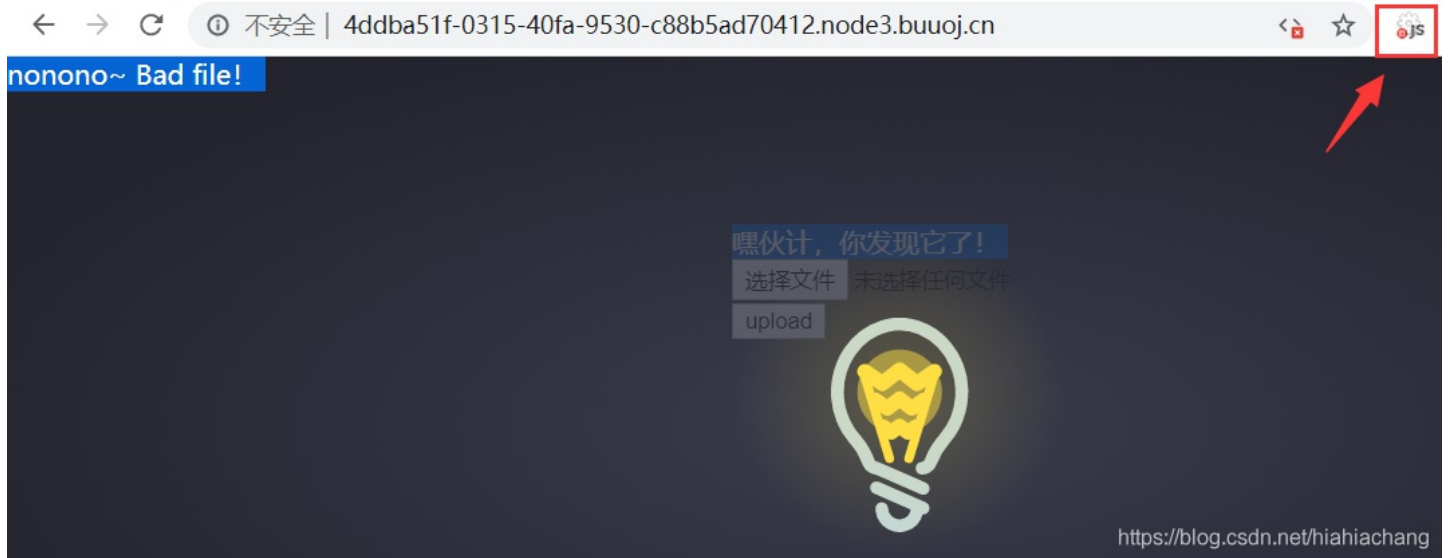 不安全 | 4ddba51f-0315-40fa-9530-c88b5ad70412.node3.buuoj.cn
JS
nonono~ Bad file!
嘿伙计，你发现它了！
选择文件 未选择任何文件
upload
https://blog.csdn.net/hiahiachang